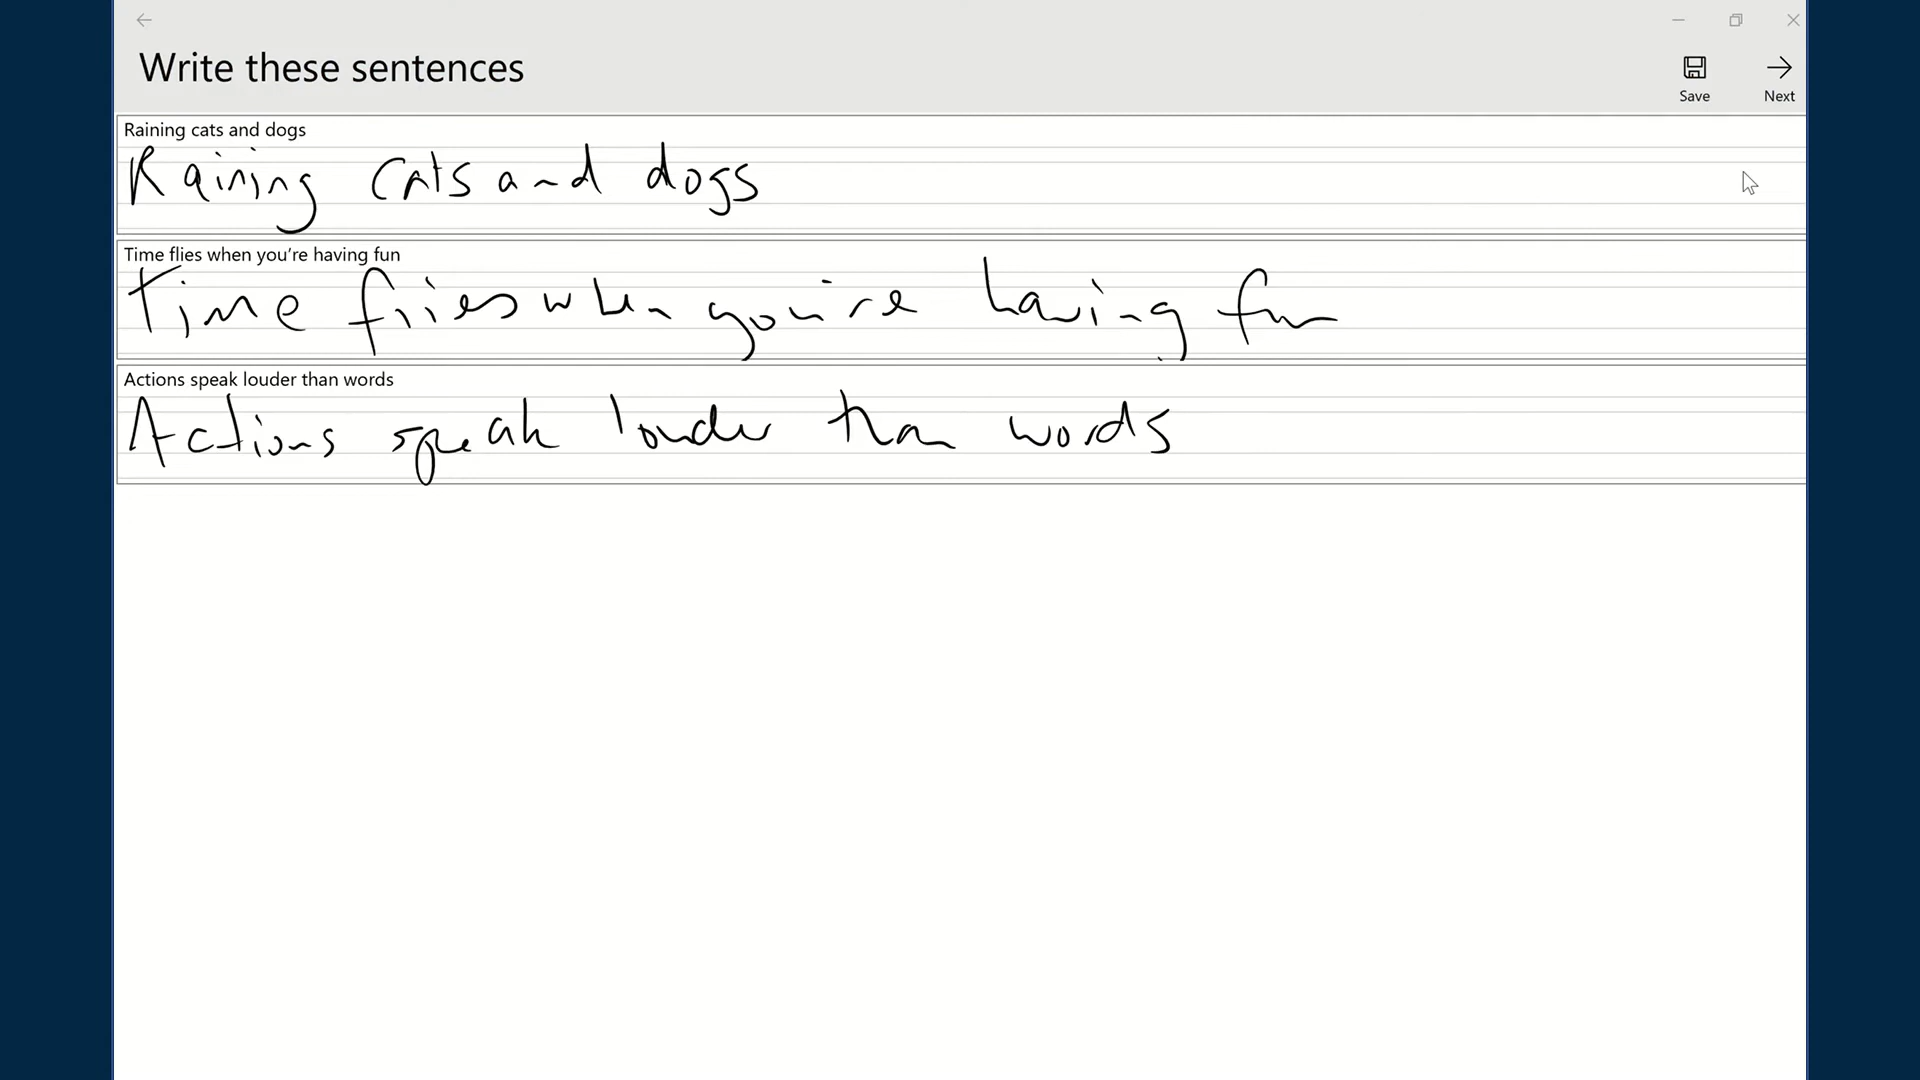 Write these sentences
Save Next
Raining cats and dogs
Raining cats and dogs
Time flies when you’re having fun
Time flies when you're having fun
Actions speak louder than words
Actions speak louder than words